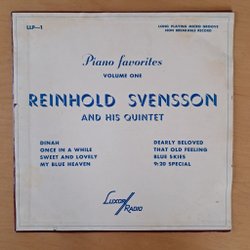 LLP—1
LONG PLAYING MICRO GROOVE
NON BREAKABLE RECORD
Piano favorites
VOLUME ONE
REINHOLD SVENSSON
AND HIS QUINTET
DINAH
ONCE IN A WHILE
SWEET AND LOVELY
MY BLUE HEAVEN
DEARLY BELOVED
THAT OLD FEELING
BLUE SKIES
9:20 SPECIAL
LUXOR
RADIO